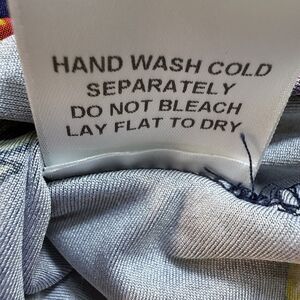 HAND WASH COLD
SEPARATELY
DO NOT BLEACH
LAY FLAT TO DRY